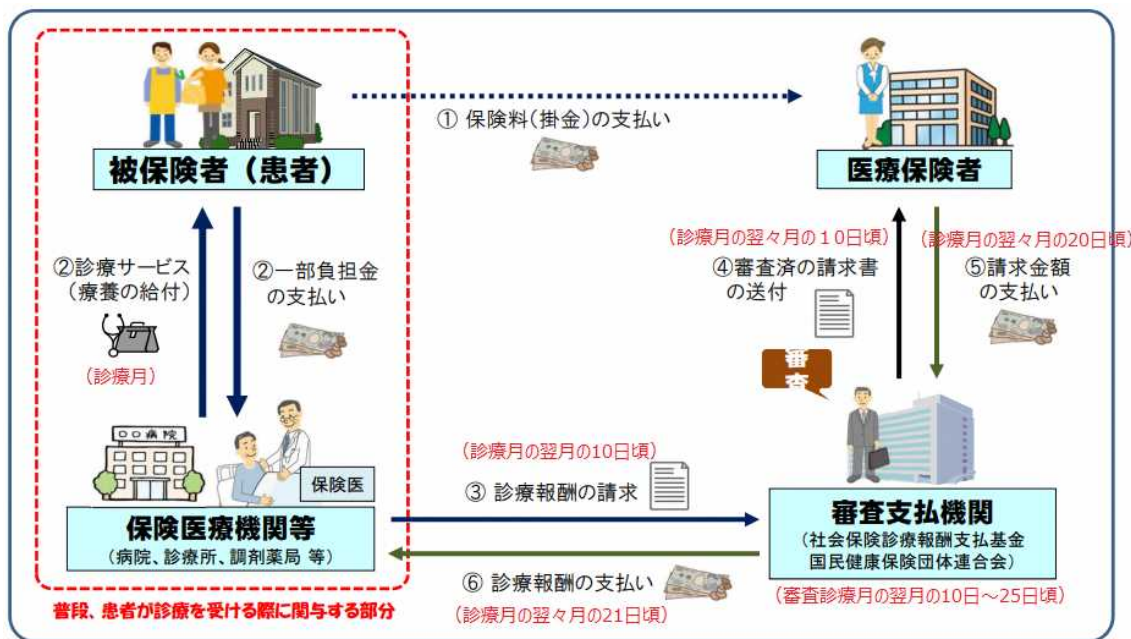 ① 保険料（掛金）の支払い
被保険者（患者）
医療保険者
②診療サービス
（療養の給付）
（診療月）
②一部負担金
の支払い
（診療月の翌々月の１０日頃）
④審査済の請求書
の送付
（診療月の翌々月の20日頃）
⑤請求金額
の支払い
審
査
〇〇病院
保険医
保険医療機関等
（病院、診療所、調剤薬局 等）
（診療月の翌月の10日頃）
③ 診療報酬の請求
審査支払機関
（社会保険診療報酬支払基金
国民健康保険団体連合会）
⑥ 診療報酬の支払い
（診療月の翌々月の21日頃）
（審査診療月の翌月の10日～25日頃）
普段、患者が診療を受ける際に関与する部分